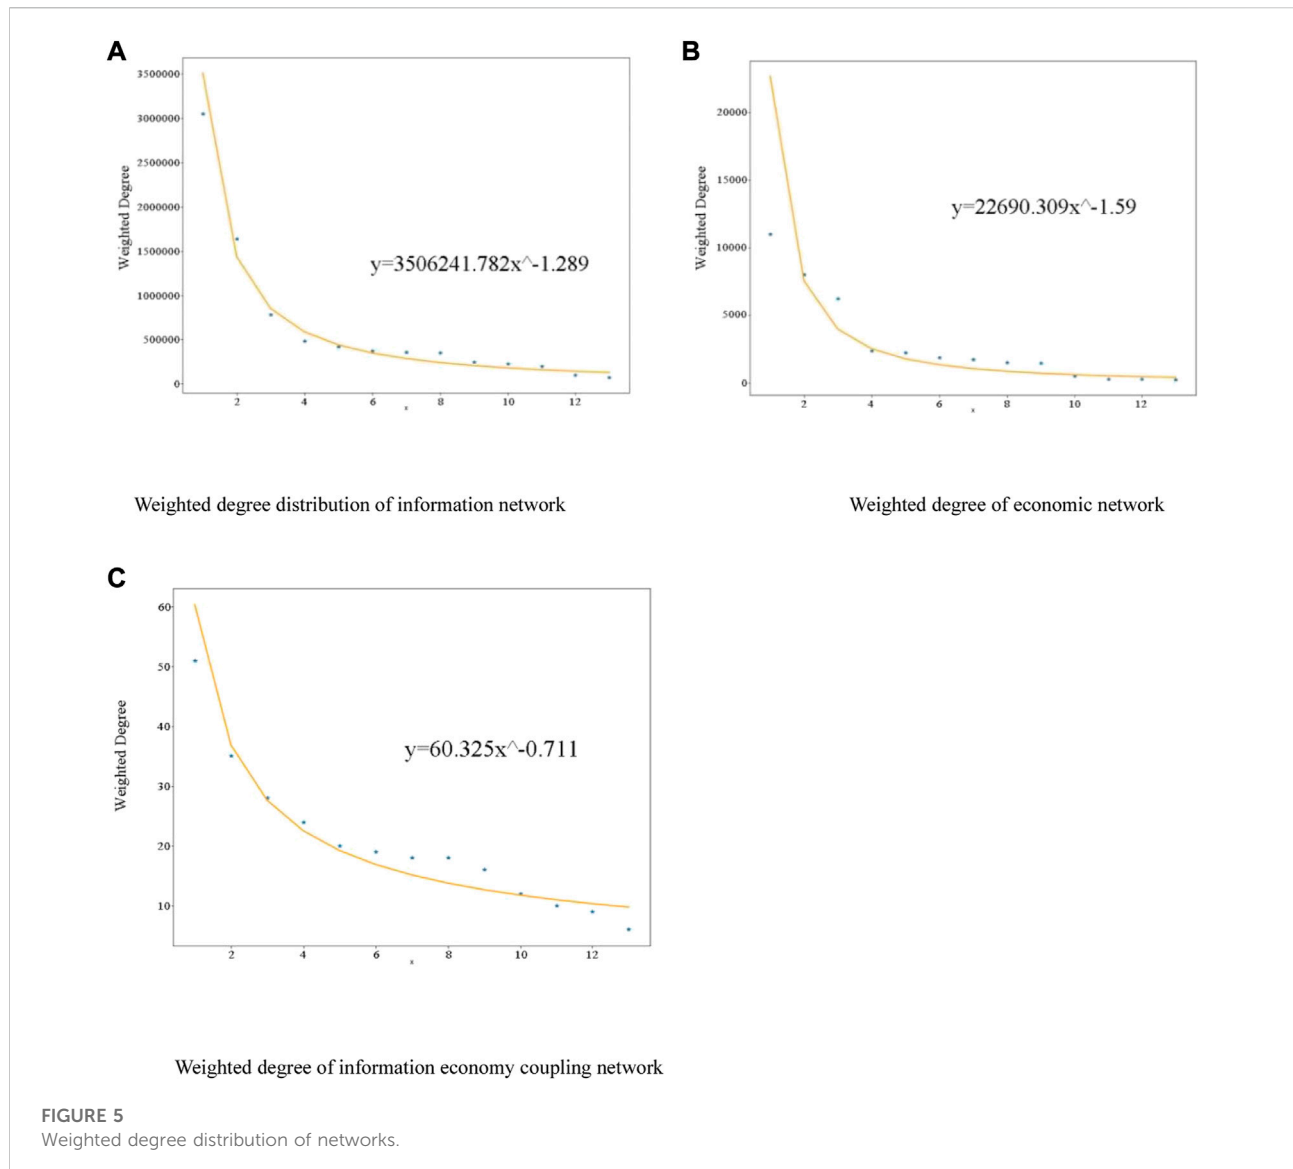 A
3500000
3000000
2500000
2000000
1500000
1000000
500000
0
Weighted Degree
y=3506241.782x^-1.289
2 4 6 8 10 12
x
Weighted degree distribution of information network
B
20000
15000
10000
5000
0
Weighted Degree
y=22690.309x^-1.59
2 4 6 8 10 12
x
Weighted degree of economic network
C
60
50
40
30
20
10
Weighted Degree
y=60.325x^-0.711
2 4 6 8 10 12
x
Weighted degree of information economy coupling network
FIGURE 5
Weighted degree distribution of networks.